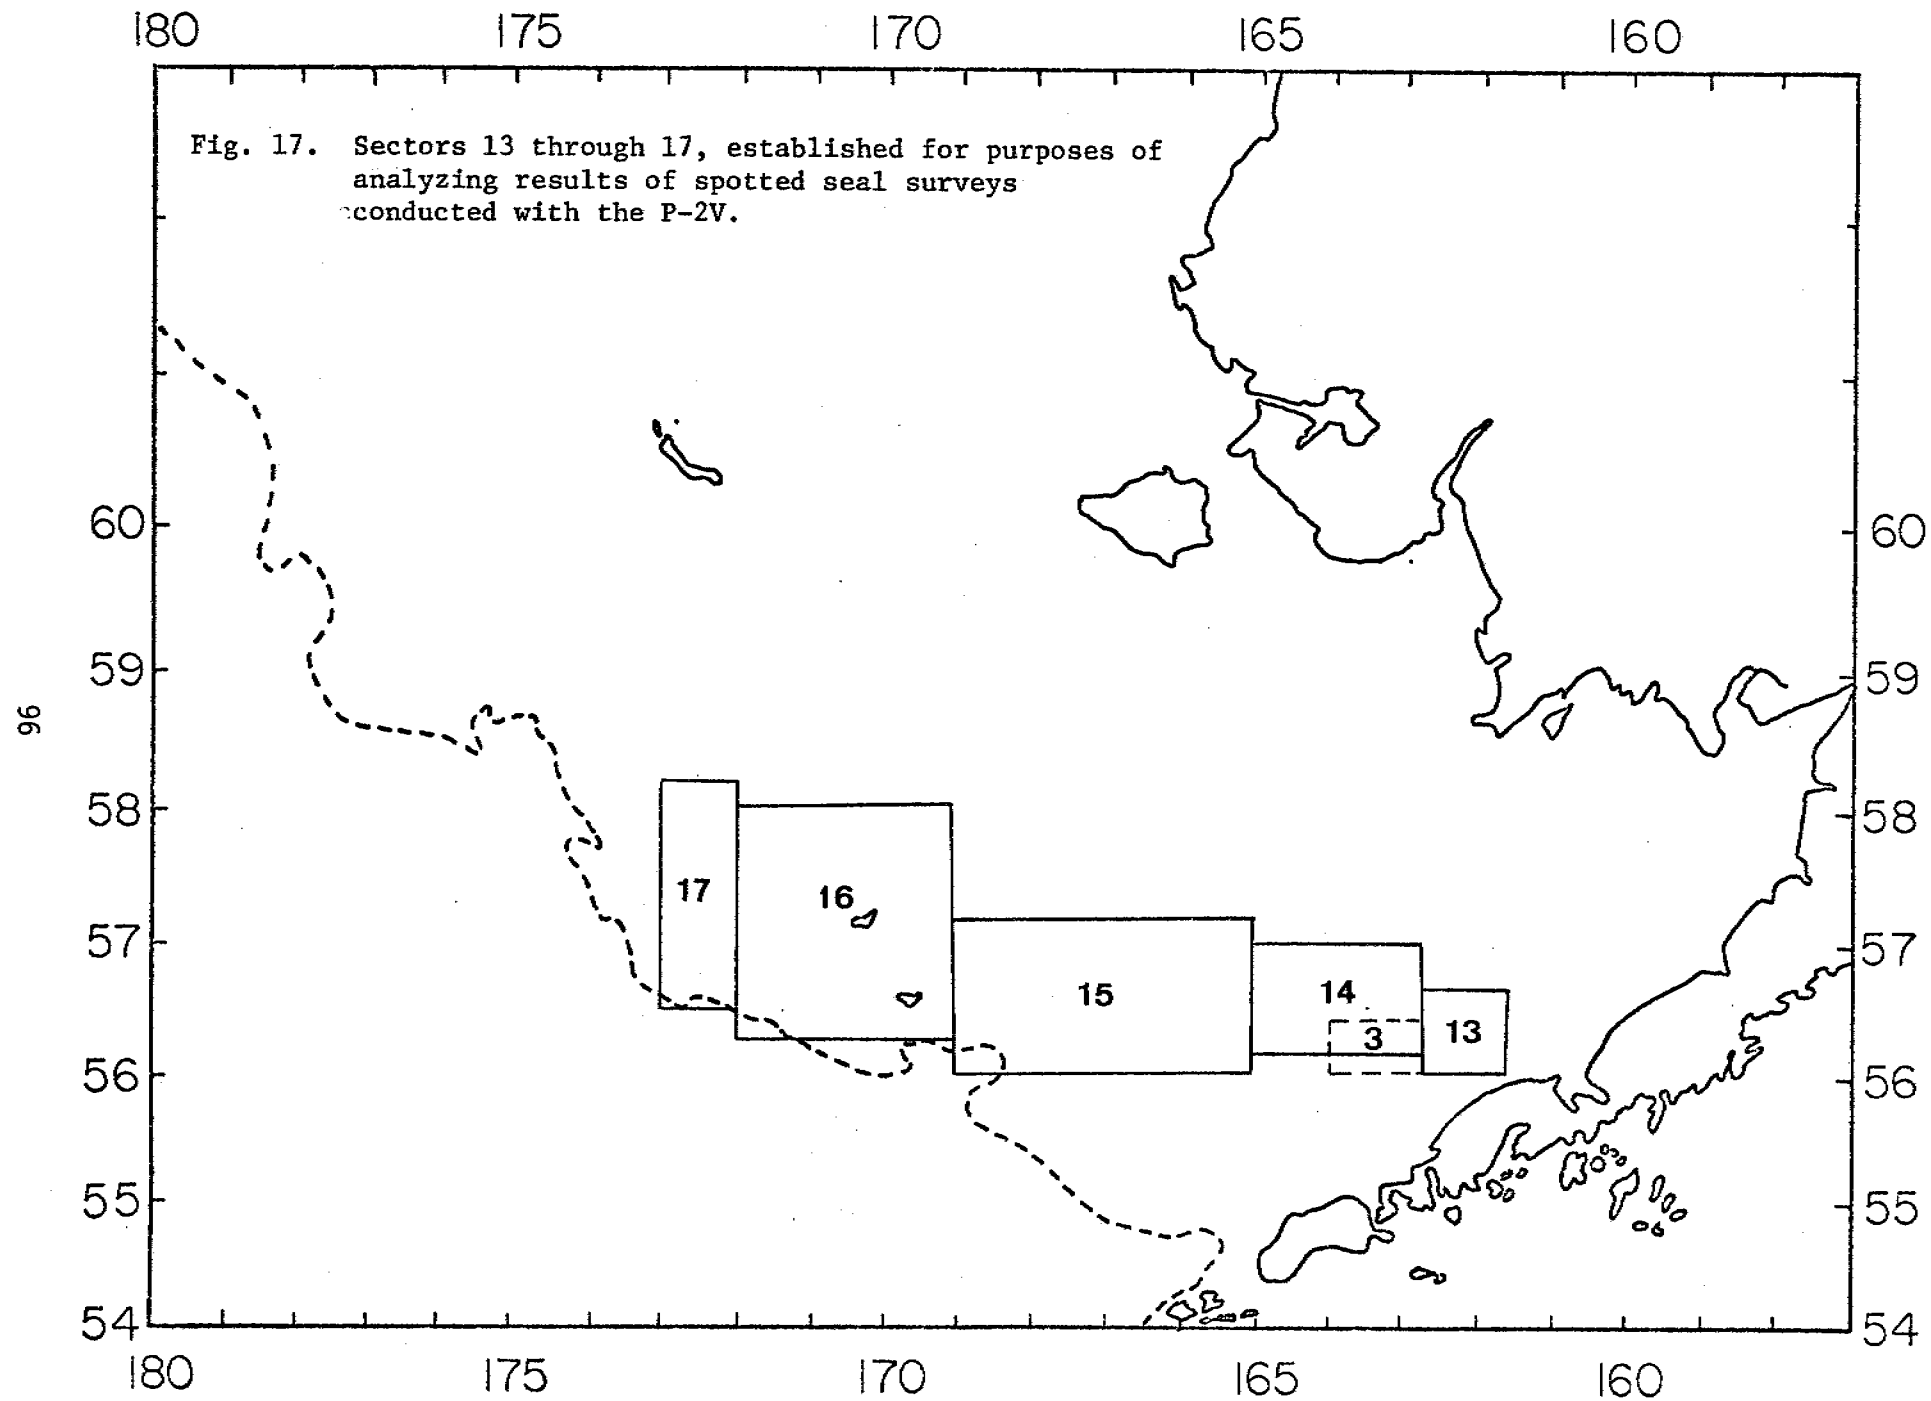 180 175 170 165 160
Fig. 17. Sectors 13 through 17, established for purposes of
analyzing results of spotted seal surveys
conducted with the P-2V.
60 60
59 59
96
58 58
17 16
57 57
15 14
3 13
56 56
55 55
54 54
180 175 170 165 160